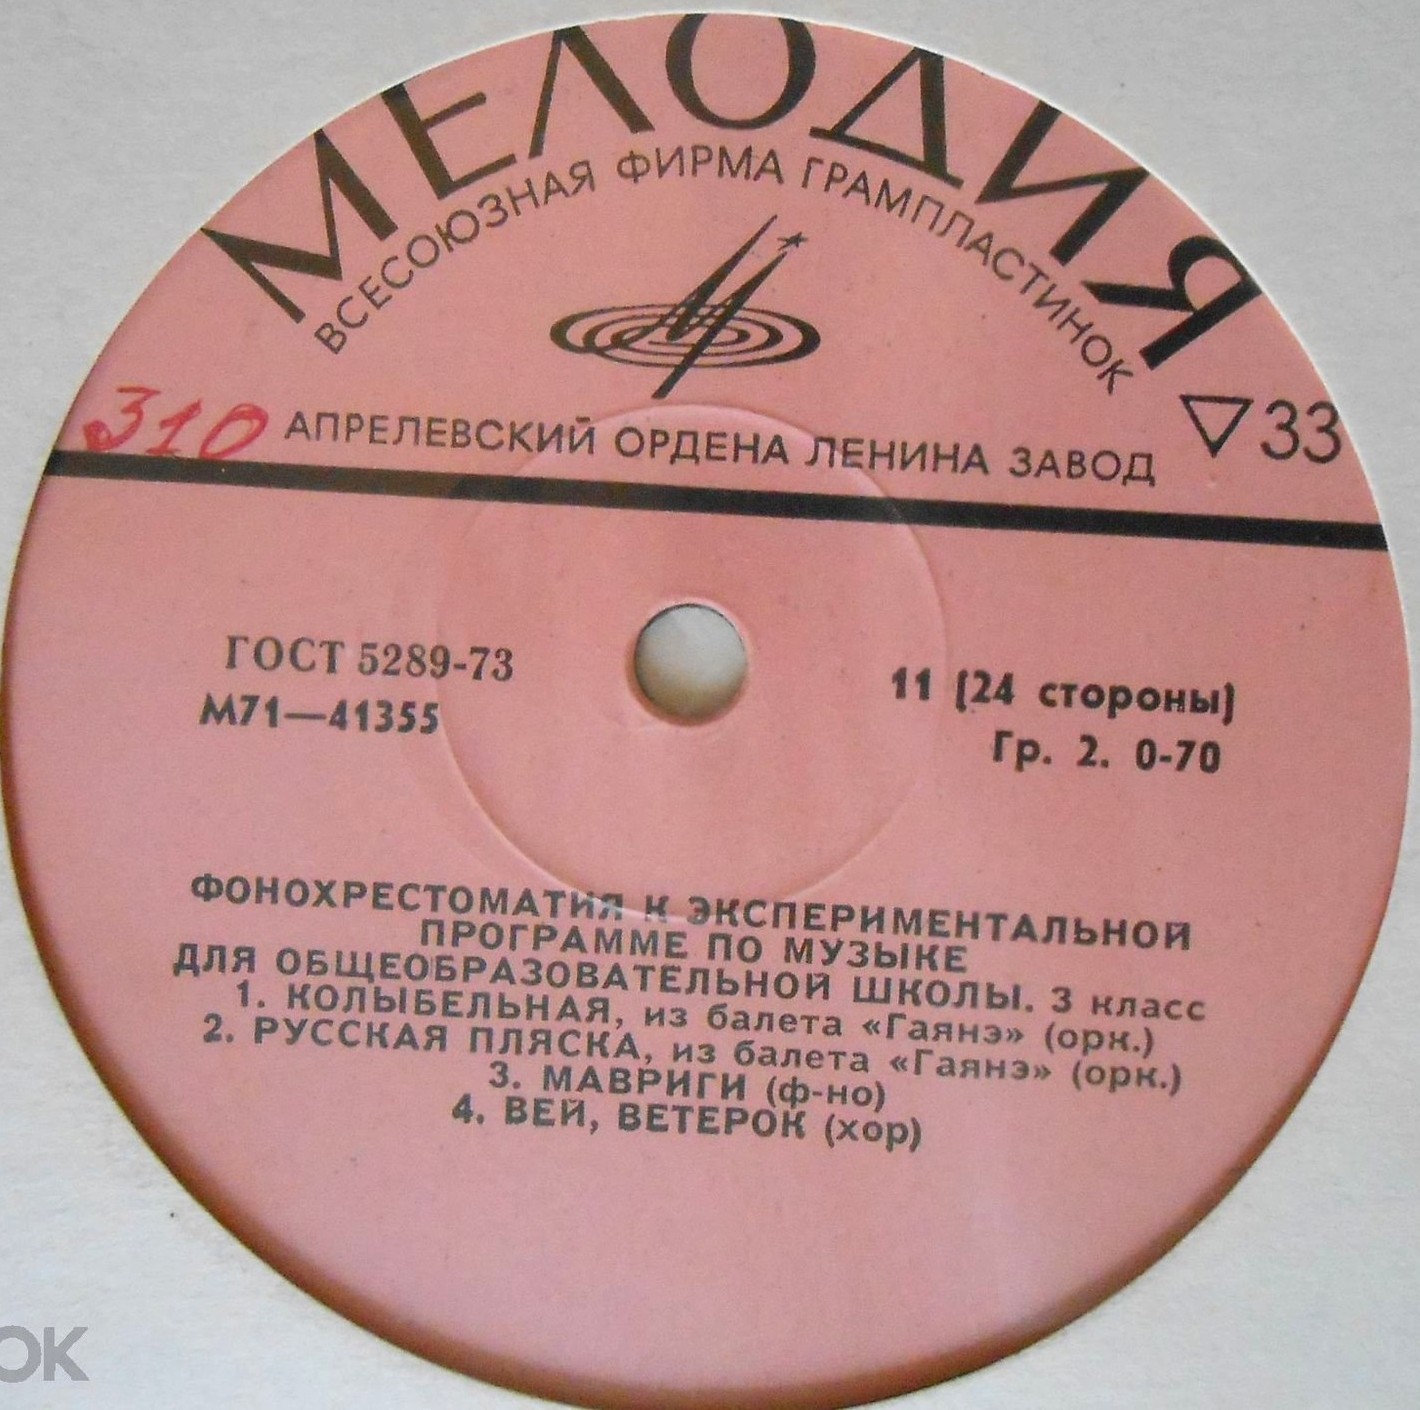 МЕЛОДИЯ
ВСЕСОЮЗНАЯ ФИРМА ГРАМПЛАСТИНОК
310
АПРЕЛЕВСКИЙ ОРДЕНА ЛЕНИНА ЗАВОД
33
ГОСТ 5289-73
М71—41355
11 (24 стороны)
Гр. 2. 0-70
ФОНОХРЕСТОМАТИЯ К ЭКСПЕРИМЕНТАЛЬНОЙ
ПРОГРАММЕ ПО МУЗЫКЕ
ДЛЯ ОБЩЕОБРАЗОВАТЕЛЬНОЙ ШКОЛЫ. 3 класс
1. КОЛЫБЕЛЬНАЯ, из балета «Гаянэ» (орк.)
2. РУССКАЯ ПЛЯСКА, из балета «Гаянэ» (орк.)
3. МАВРИГИ (ф-но)
4. ВЕЙ, ВЕТЕРОК (хор)
ОК